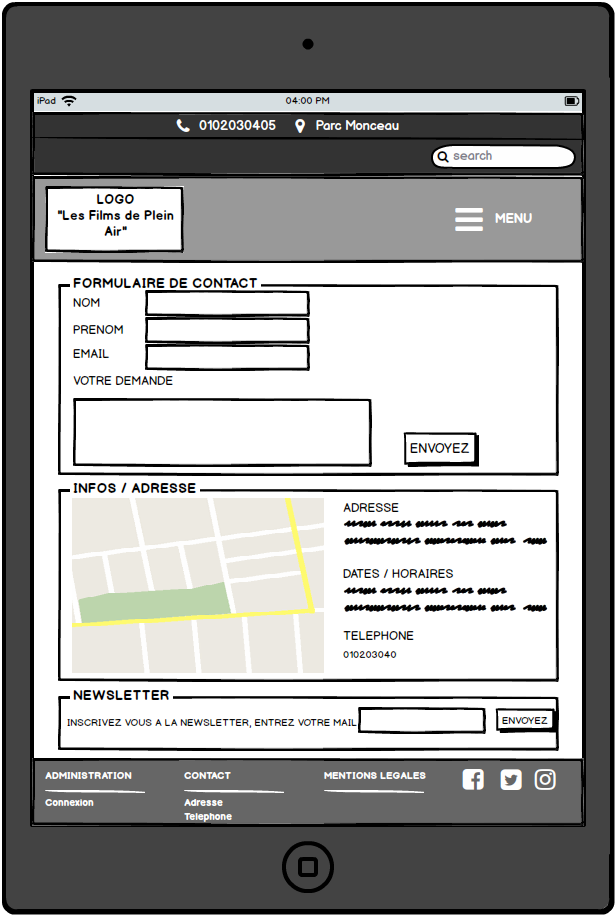 iPad
04:00 PM
0102030405 Parc Monceau
search
LOGO
"Les Films de Plein
Air"
MENU
FORMULAIRE DE CONTACT
NOM
PRENOM
EMAIL
VOTRE DEMANDE
ENVOYEZ
INFOS / ADRESSE
ADRESSE
DATES / HORAIRES
TELEPHONE
010203040
NEWSLETTER
INSCRIVEZ VOUS A LA NEWSLETTER, ENTREZ VOTRE MAIL
ENVOYEZ
ADMINISTRATION
Connexion
CONTACT
Adresse
Telephone
MENTIONS LEGALES